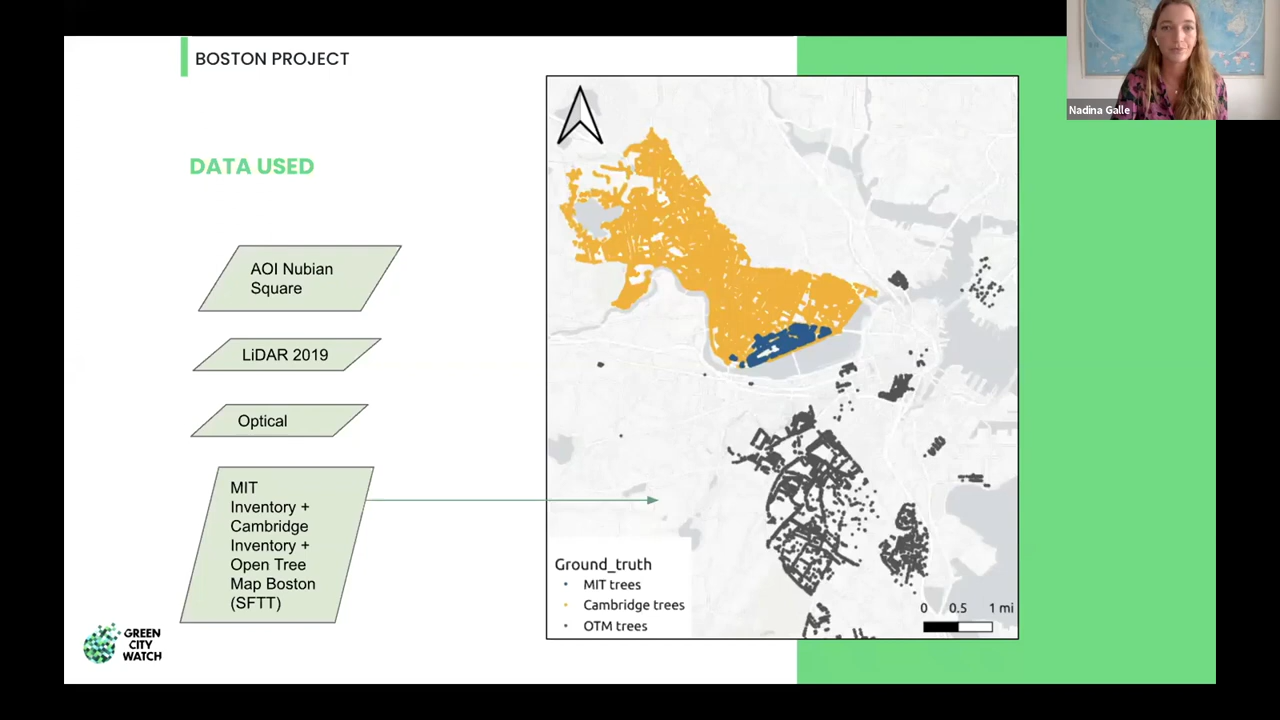 BOSTON PROJECT
Nadina Galle
DATA USED
AOI Nubian
Square
LiDAR 2019
Optical
MIT
Inventory +
Cambridge
Inventory +
Open Tree
Map Boston
(SFTT)
Ground_truth
MIT trees
Cambridge trees
OTM trees
0 0.5 1 mi
GREEN
CITY
WATCH